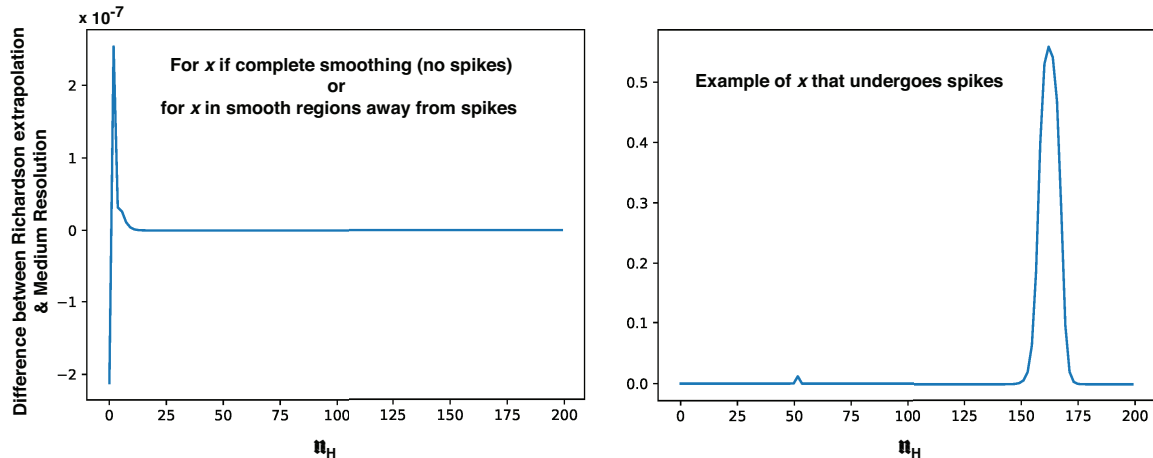 x 10-7
Difference between Richardson extrapolation
& Medium Resolution
2
1
0
−1
−2
For x if complete smoothing (no spikes)
or
for x in smooth regions away from spikes
0 25 50 75 100 125 150 175 200
𝖓H
0.5
0.4
0.3
0.2
0.1
0.0
Example of x that undergoes spikes
0 25 50 75 100 125 150 175 200
𝖓H